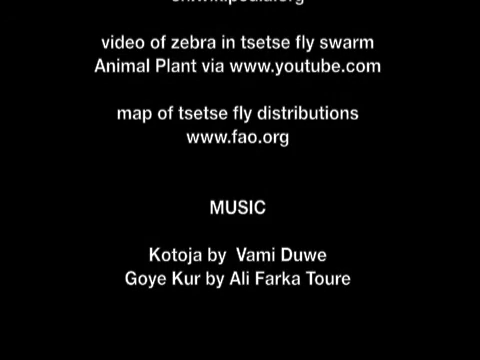 video of zebra in tsetse fly swarm
Animal Plant via www.youtube.com
map of tsetse fly distributions
www.fao.org
MUSIC
Kotoja by Vami Duwe
Goye Kur by Ali Farka Toure